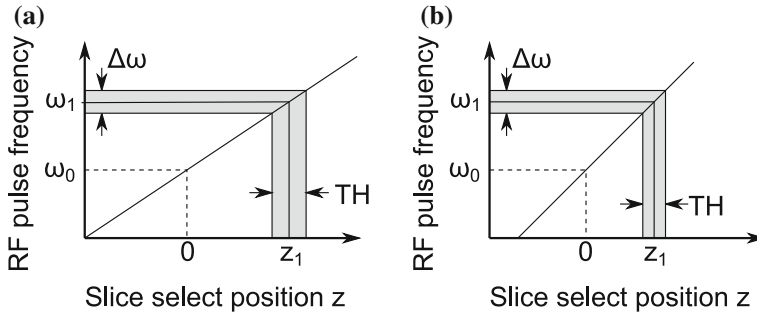 (a)
RF pulse frequency
Δω
ω₁
ω₀
TH
0
z₁
Slice select position z
(b)
RF pulse frequency
Δω
ω₁
ω₀
TH
0
z₁
Slice select position z